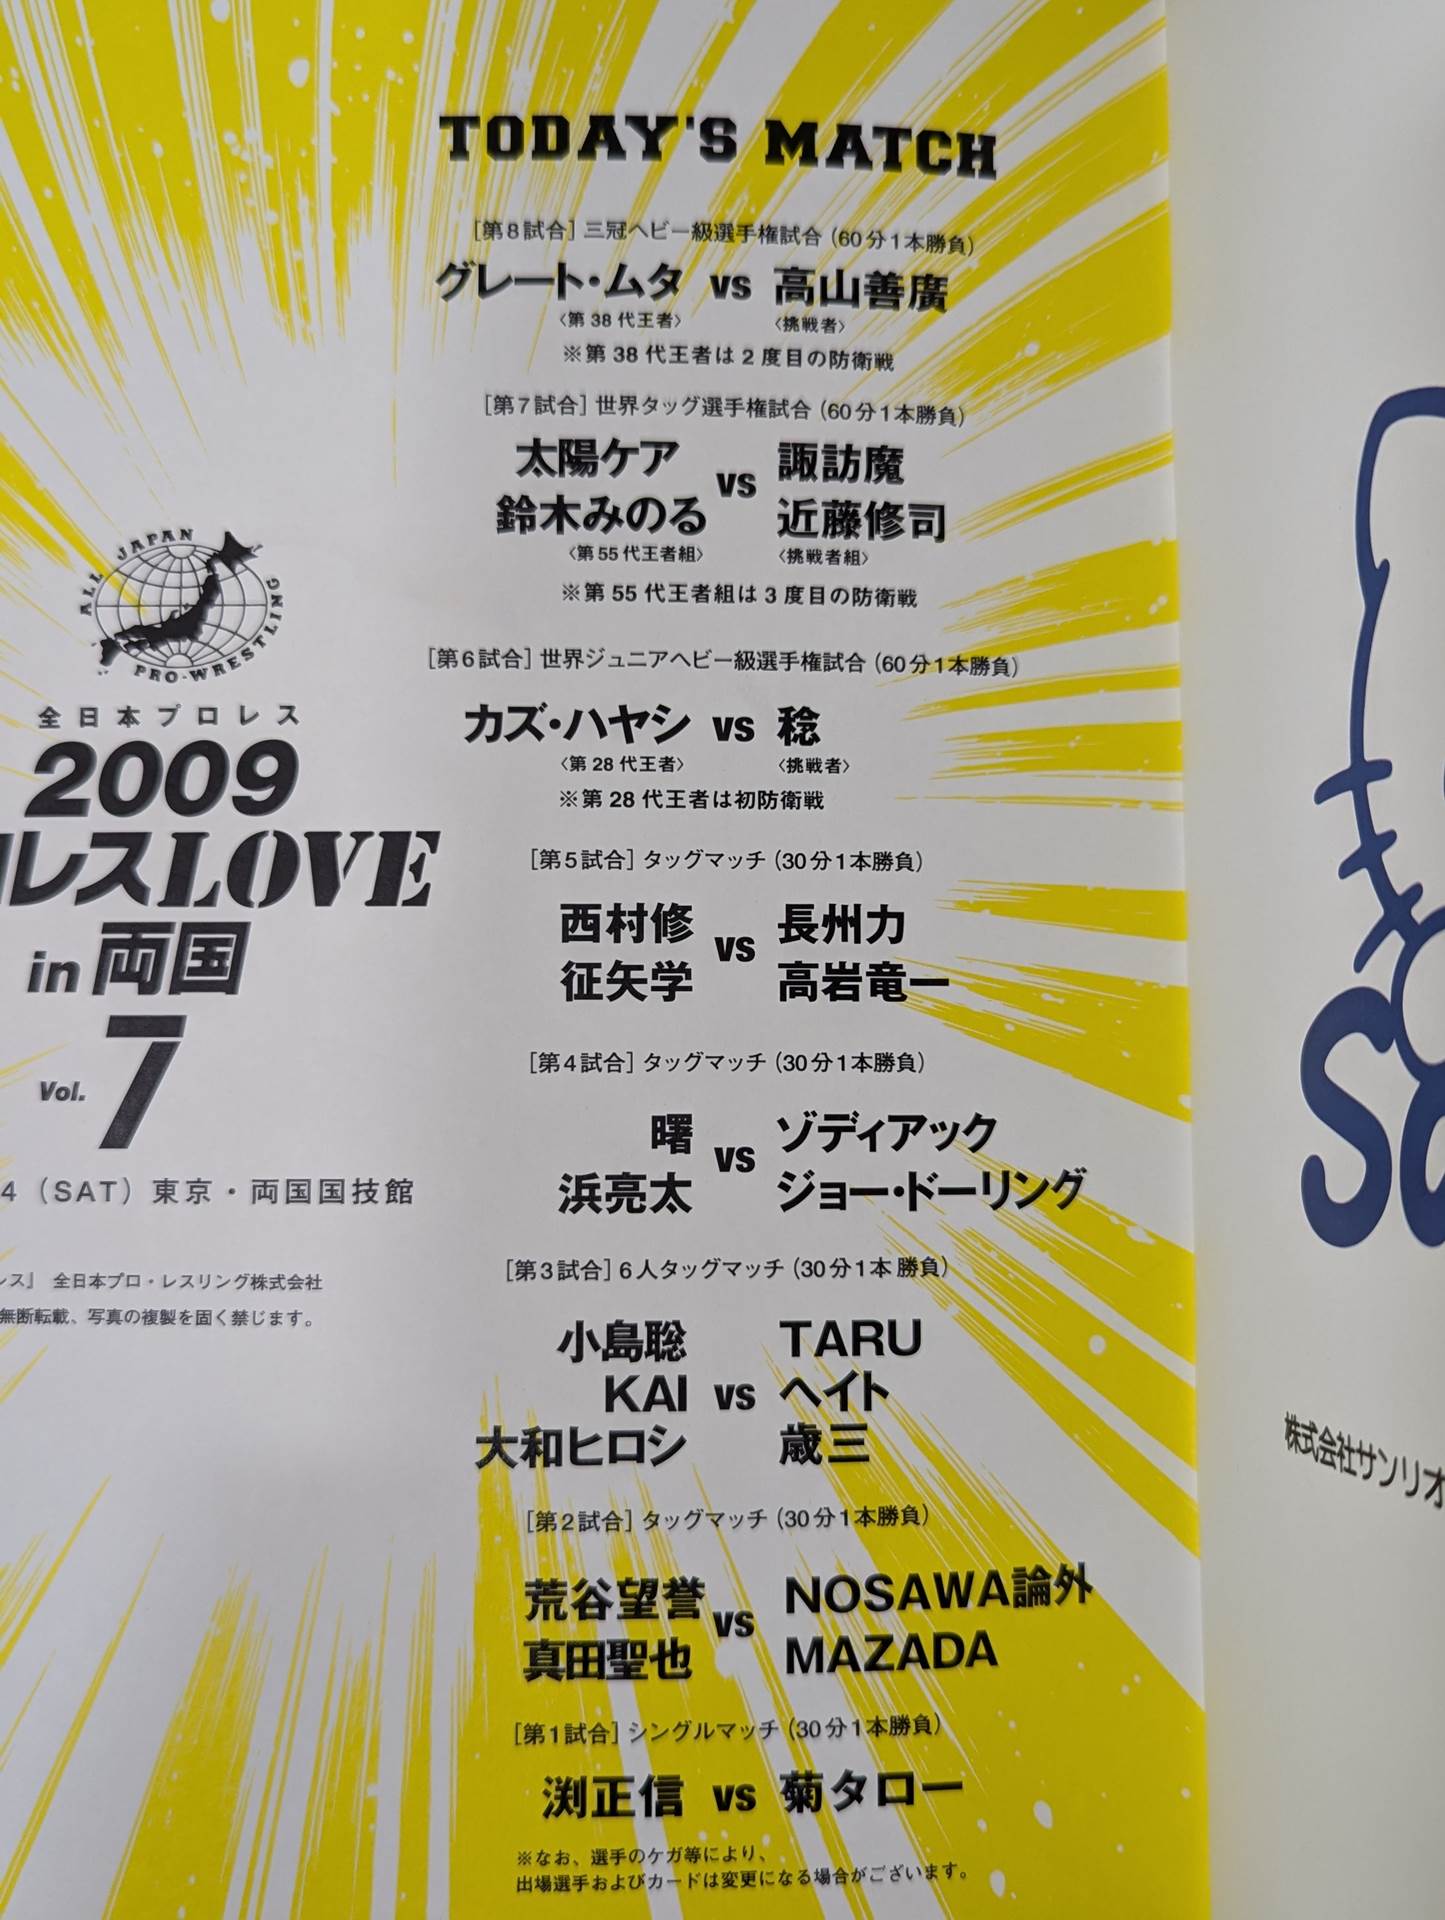 TODAY'S MATCH
[第8試合] 三冠ヘビー級選手権試合 (60分1本勝負)
グレート・ムタ vs 高山善廣
〈第38代王者〉 〈挑戦者〉
※第38代王者は2度目の防衛戦
[第7試合] 世界タッグ選手権試合 (60分1本勝負)
太陽ケア
鈴木みのる
vs
諏訪魔
近藤修司
〈第55代王者組〉 〈挑戦者組〉
※第55代王者組は3度目の防衛戦
[第6試合] 世界ジュニアヘビー級選手権試合 (60分1本勝負)
カズ・ハヤシ vs 稔
〈第28代王者〉 〈挑戦者〉
※第28代王者は初防衛戦
[第5試合] タッグマッチ (30分1本勝負)
西村修
征矢学
vs
長州力
高岩竜一
[第4試合] タッグマッチ (30分1本勝負)
曙
浜亮太
vs
ゾディアック
ジョー・ドーリング
[第3試合] 6人タッグマッチ (30分1本勝負)
小島聡
KAI
大和ヒロシ
vs
TARU
ヘイト
歳三
[第2試合] タッグマッチ (30分1本勝負)
荒谷望誉
真田聖也
vs
NOSAWA論外
MAZADA
[第1試合] シングルマッチ (30分1本勝負)
渕正信 vs 菊タロー
※なお、選手のケガ等により、
出場選手およびカードは変更になる場合がございます。
ALL JAPAN
PRO-WRESTLING
全日本プロレス
2009
レスLOVE
in 両国
Vol. 7
4 (SAT) 東京・両国国技館
レス』 全日本プロ・レスリング株式会社
無断転載、写真の複製を固く禁じます。
株式会社サンリオ